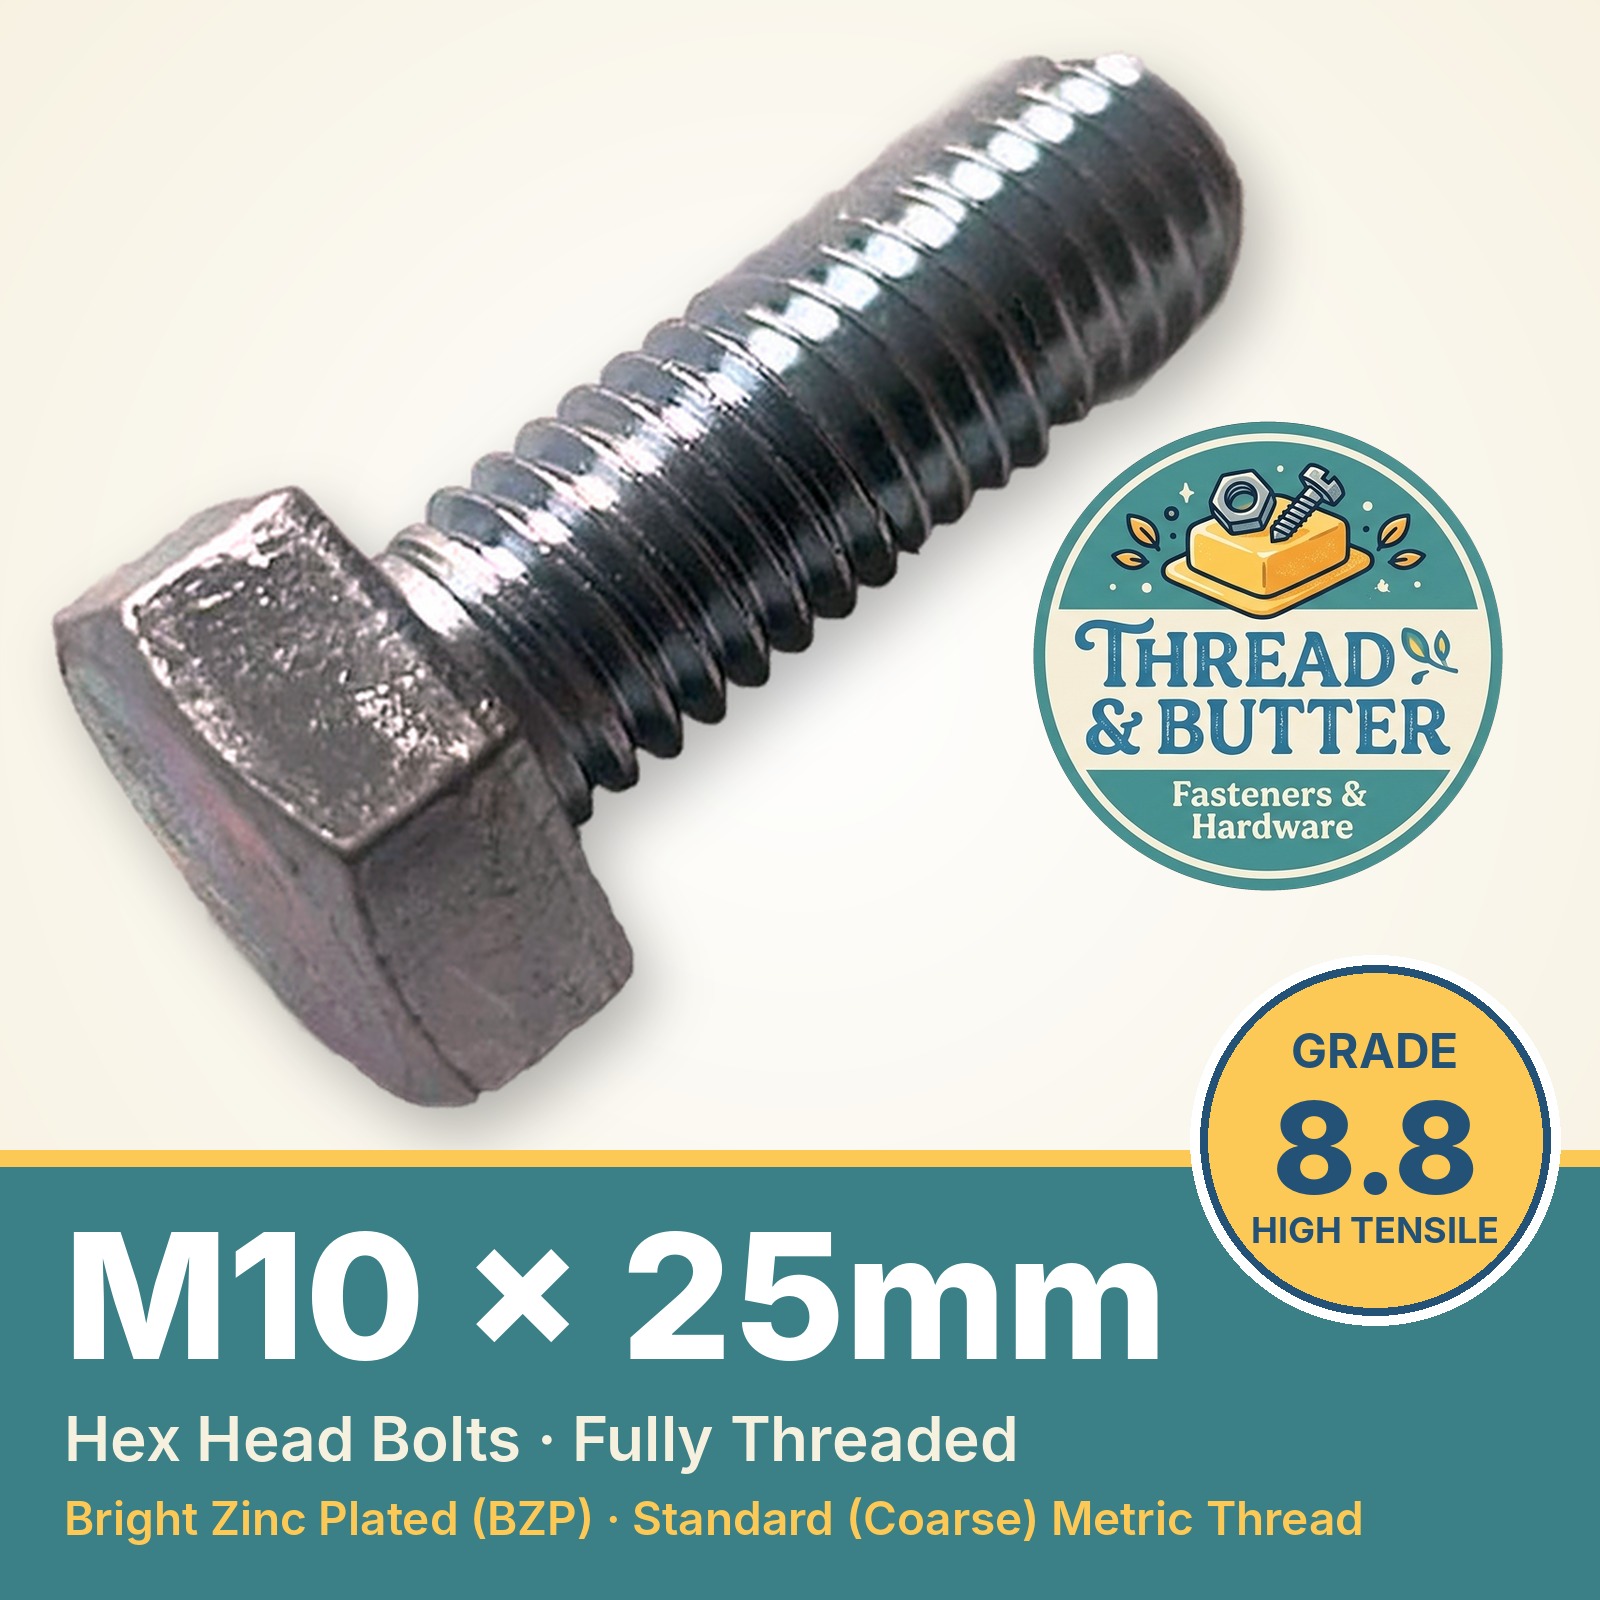 THREAD
& BUTTER
Fasteners &
Hardware
GRADE
8.8
HIGH TENSILE
M10 × 25mm
Hex Head Bolts · Fully Threaded
Bright Zinc Plated (BZP) · Standard (Coarse) Metric Thread